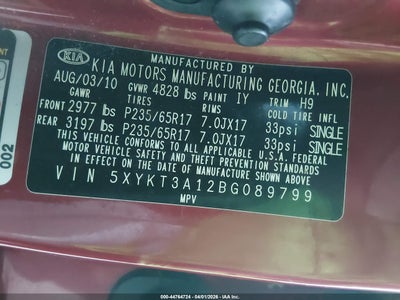 MANUFACTURED BY
KIA KIA MOTORS MANUFACTURING GEORGIA. INC.
AUG/03/10 GVWR 4828 lbs PAINT IY TRIM H9
GAWR TIRES RIMS COLD TIRE INFL
FRONT 2977 lbs P235/65R17 7.0JX17 33psi SINGLE
REAR 3197 lbs P235/65R17 7.0JX17 33psi SINGLE
THIS VEHICLE CONFORMS TO ALL APPLICABLE U.S.A. FEDERAL
MOTOR VEHICLE SAFETY AND THEFT PREVENTION STANDARDS
IN EFFECT ON THE DATE OF MANUFACTURE SHOWN ABOVE.
VIN 5XYKT3A12BG089799
MPV
002
000-44764724 - 04/01/2026 - IAA Inc.